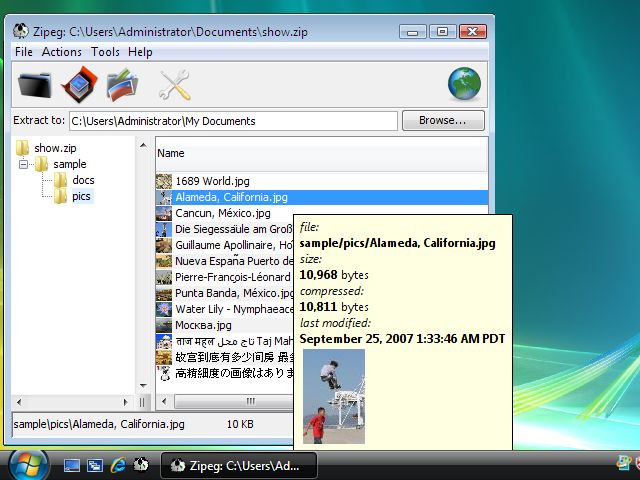 Zipeg: C:\Users\Administrator\Documents\show.zip
File Actions Tools Help
Extract to: C:\Users\Administrator\My Documents Browse...
show.zip
sample
docs
pics
Name
1689 World.jpg
Alameda, California.jpg
Cancun, México.jpg
Die Siegessäule am Groß
Guillaume Apollinaire, Ho
Nueva España Puerto de
Pierre-François-Léonard
Punta Banda, México.jpg
Water Lily - Nymphaeace
Москва.jpg
ताज महल تاج محل Taj Mah
故宫到底有多少间房 最多
高精細度の画像はありま
file:
sample/pics/Alameda, California.jpg
size:
10,968 bytes
compressed:
10,811 bytes
last modified:
September 25, 2007 1:33:46 AM PDT
sample\pics\Alameda, California.jpg 10 KB
Zipeg: C:\Users\Ad...